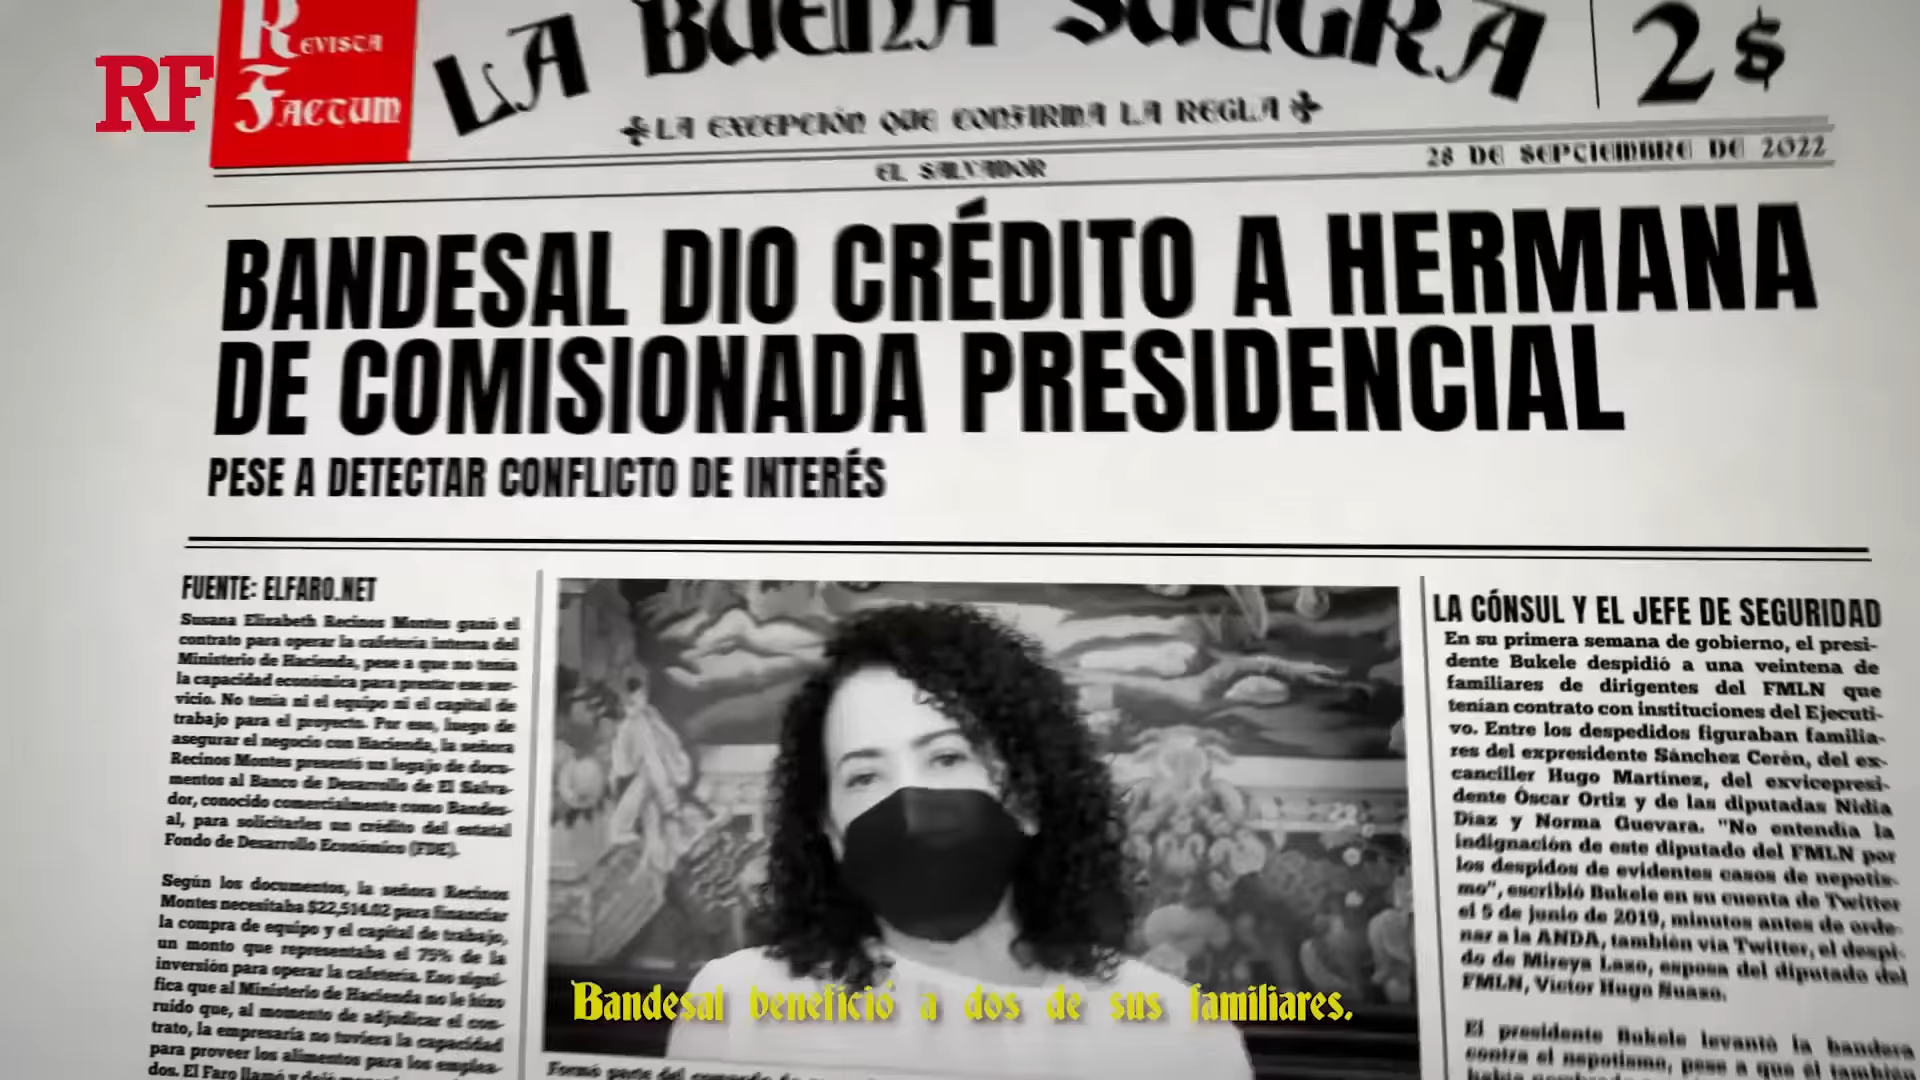 RF
REVISTA
FACTUM
LA BUENA SUEGRA
2$
LA EXCEPCIÓN QUE CONFIRMA LA REGLA
EL SALVADOR
28 DE SEPTIEMBRE DE 2022
BANDESAL DIO CRÉDITO A HERMANA
DE COMISIONADA PRESIDENCIAL
PESE A DETECTAR CONFLICTO DE INTERÉS
FUENTE: ELFARO.NET
Susana Elizabeth Recinos Montes ganó el
contrato para operar la cafetería interna del
Ministerio de Hacienda, pese a que no tenía
la capacidad económica para prestar ese ser-
vicio. No tenía ni el equipo ni el capital de
trabajo para el proyecto. Por eso, luego de
asegurar el negocio con Hacienda, la señora
Recinos Montes presentó un legajo de docu-
mentos al Banco de Desarrollo de El Salva-
dor, conocido comercialmente como Bandes-
al, para solicitarles un crédito del estatal
Fondo de Desarrollo Económico (FDE).
Según los documentos, la señora Recinos
Montes necesitaba $22,514.02 para financiar
la compra de equipo y el capital de trabajo,
un monto que representaba el 75% de la
inversión para operar la cafetería. Eso signi-
fica que al Ministerio de Hacienda no le hizo
ruido que, al momento de adjudicar el con-
trato, la empresaria no tuviera la capacidad
para proveer los alimentos para los emplea-
dos. El Faro llamó y dejó
LA CÓNSUL Y EL JEFE DE SEGURIDAD
En su primera semana de gobierno, el presi-
dente Bukele despidió a una veintena de
familiares de dirigentes del FMLN que
tenían contrato con instituciones del Ejecuti-
vo. Entre los despedidos figuraban familia-
res del expresidente Sánchez Cerén, del ex-
canciller Hugo Martínez, del exvicepresi-
dente Óscar Ortiz y de las diputadas Nidia
Díaz y Norma Guevara. "No entendía la
indignación de este diputado del FMLN por
los despidos de evidentes casos de nepotis-
mo", escribió Bukele en su cuenta de Twitter
el 5 de junio de 2019, minutos antes de orde-
nar a la ANDA, también vía Twitter, el despi-
do de Mireya Lazo, esposa del diputado del
FMLN, Víctor Hugo Suazo.
El presidente Bukele levantó la bandera
contra el nepotismo, pese a que él también
Bandesal benefició a dos de sus familiares.
Formó parte del